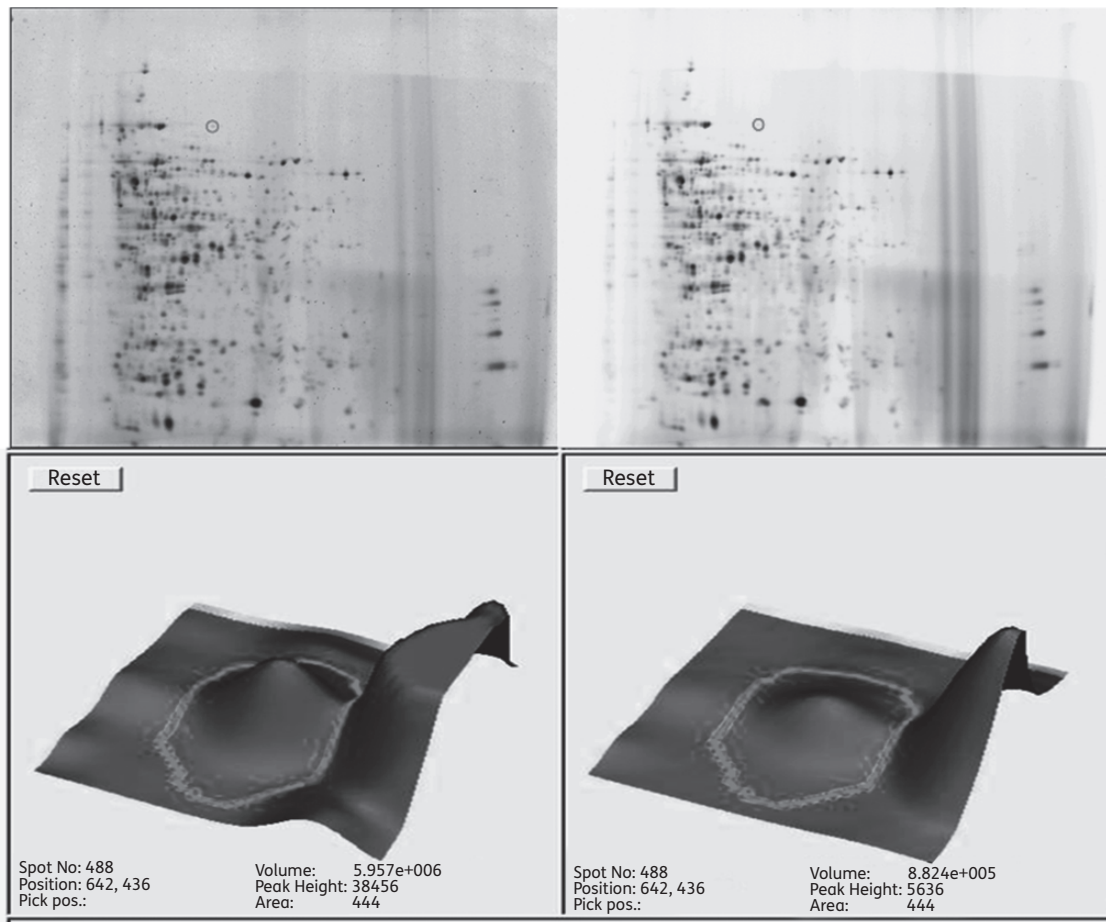 Reset
Spot No: 488
Position: 642, 436
Pick pos.:
Volume: 5.957e+006
Peak Height: 38456
Area: 444
Reset
Spot No: 488
Position: 642, 436
Pick pos.:
Volume: 8.824e+005
Peak Height: 5636
Area: 444